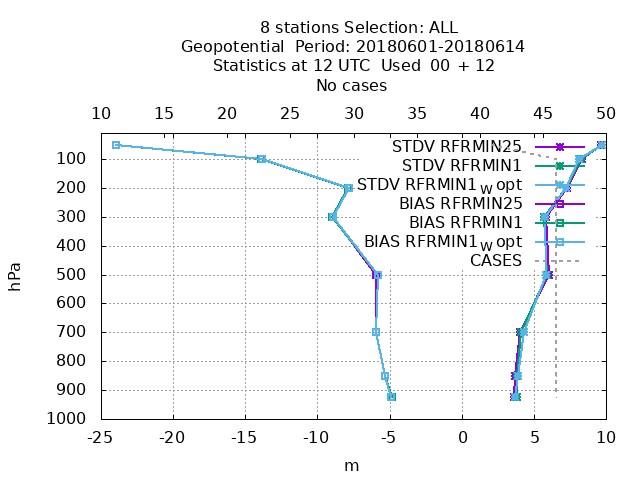 8 stations Selection: ALL
Geopotential  Period: 20180601-20180614
Statistics at 12 UTC  Used  00 + 12
No cases
10 15 20 25 30 35 40 45 50
STDV RFRMIN25
STDV RFRMIN1
STDV RFRMIN1w opt
BIAS RFRMIN25
BIAS RFRMIN1
BIAS RFRMIN1w opt
CASES
100
200
300
400
500
600
700
800
900
1000
hPa
-25 -20 -15 -10 -5 0 5 10
m